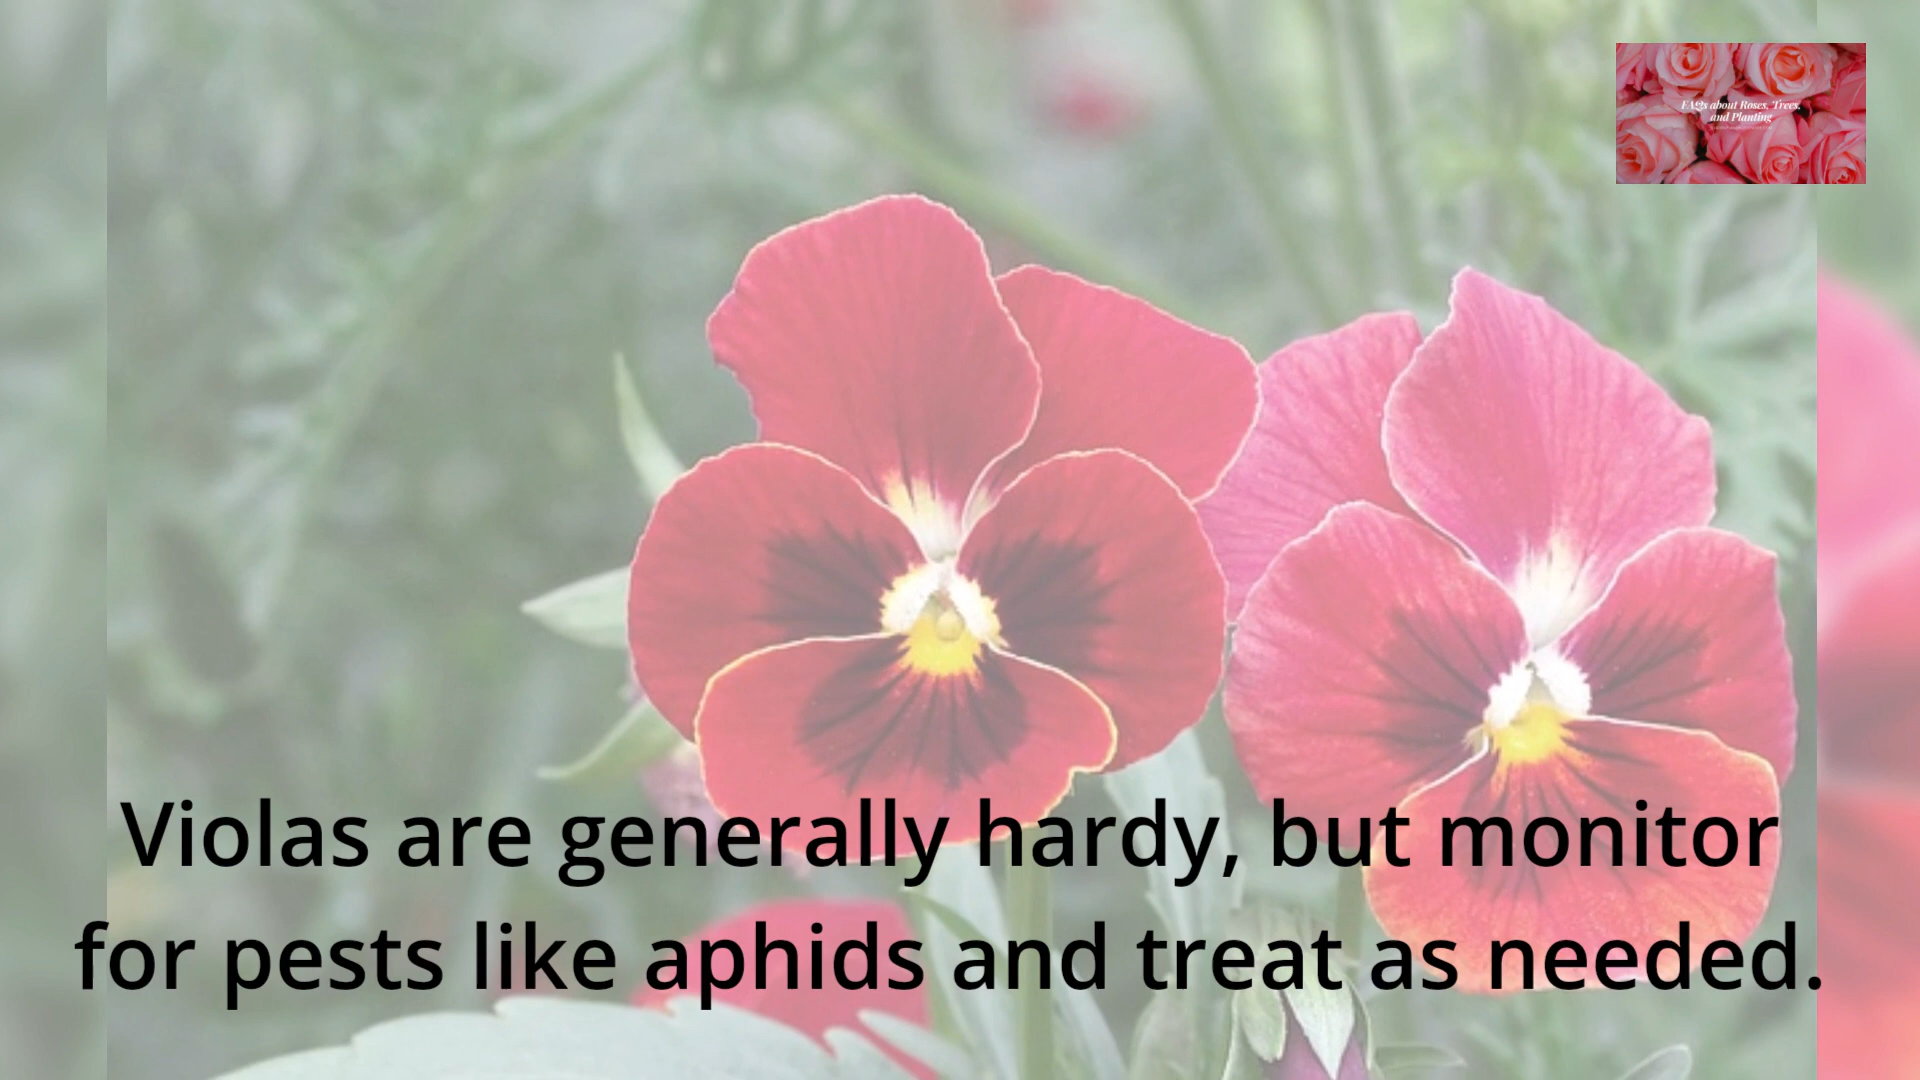 FAQs about Roses, Trees,
and Planting
Violas are generally hardy, but monitor
for pests like aphids and treat as needed.